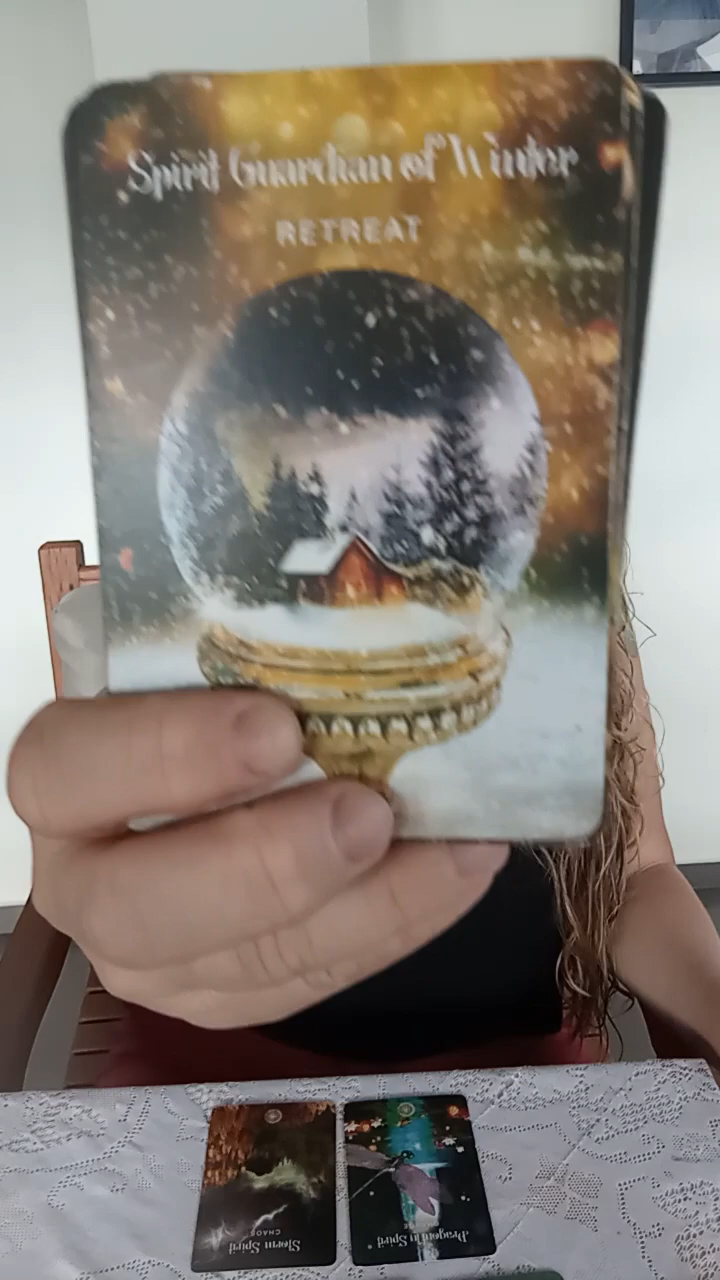 Spirit Guardian of Winter
RETREAT
Storm Spirit
CHAOS
Dragonfly Spirit